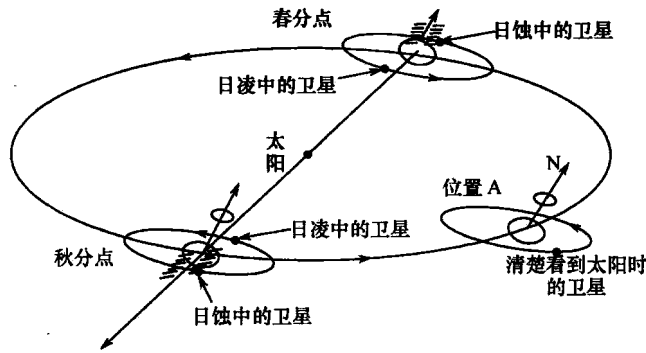 春分点
日蚀中的卫星
日凌中的卫星
太
阳
N
位置 A
日凌中的卫星
秋分点
清楚看到太阳时
的卫星
日蚀中的卫星